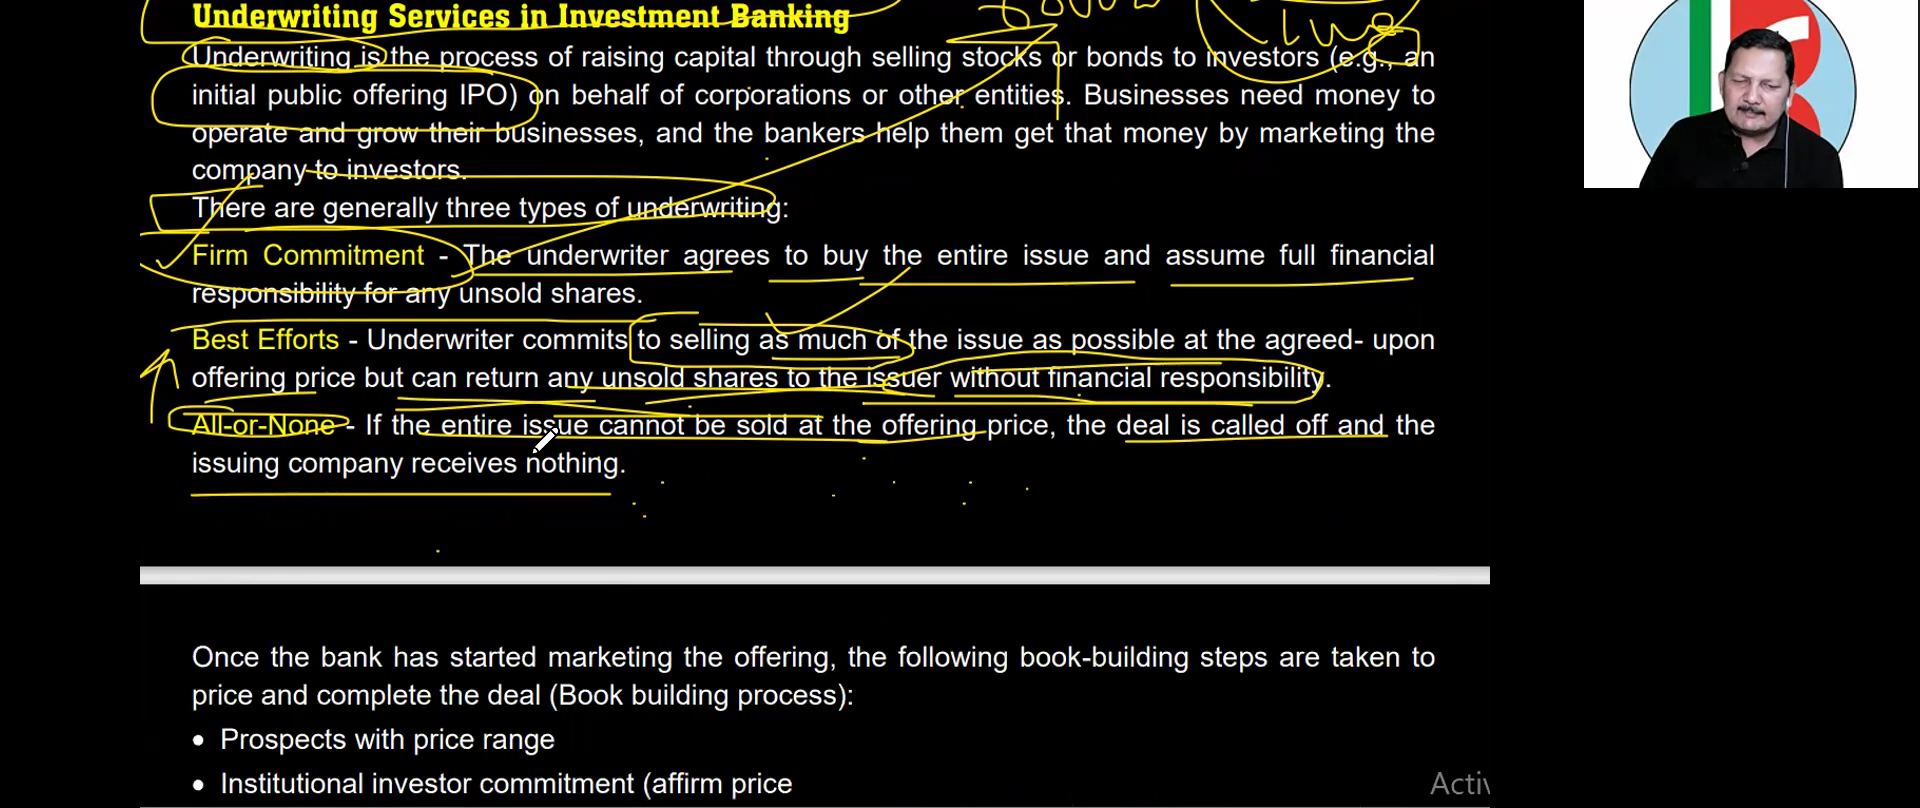 Underwriting Services in Investment Banking
Underwriting is the process of raising capital through selling stocks or bonds to investors (e.g., an
initial public offering IPO) on behalf of corporations or other entities. Businesses need money to
operate and grow their businesses, and the bankers help them get that money by marketing the
company to investors.
There are generally three types of underwriting:
Firm Commitment - The underwriter agrees to buy the entire issue and assume full financial
responsibility for any unsold shares.
Best Efforts - Underwriter commits to selling as much of the issue as possible at the agreed- upon
offering price but can return any unsold shares to the issuer without financial responsibility.
All-or-None - If the entire issue cannot be sold at the offering price, the deal is called off and the
issuing company receives nothing.
Once the bank has started marketing the offering, the following book-building steps are taken to
price and complete the deal (Book building process):
• Prospects with price range
• Institutional investor commitment (affirm price
Activ